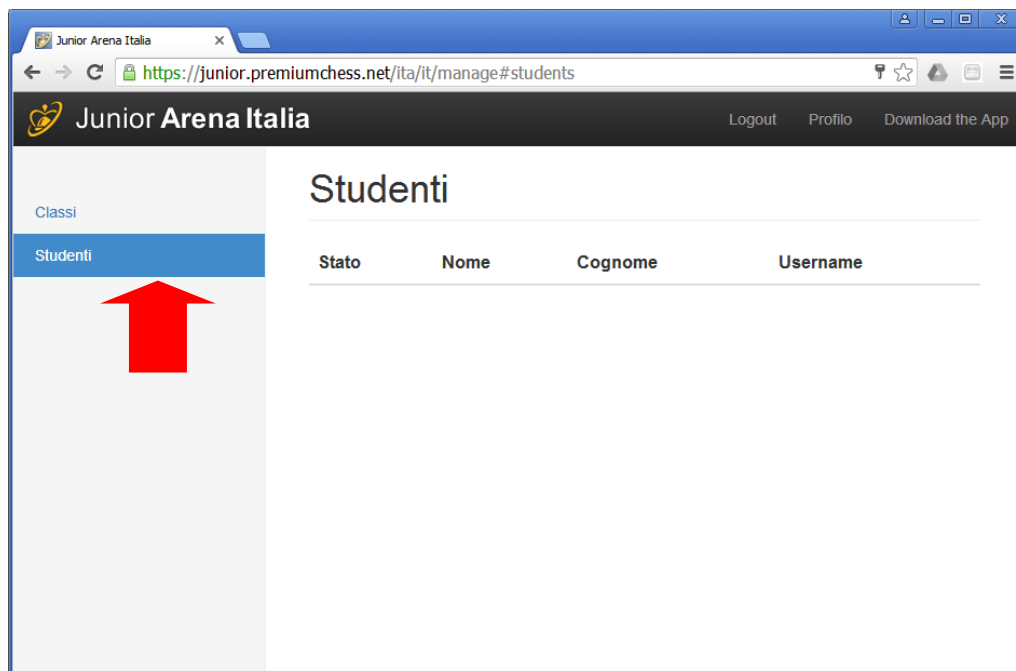 Junior Arena Italia
https://junior.premiumchess.net/ita/it/manage#students
Junior Arena Italia
Logout Profilo Download the App
Classi
Studenti
Studenti
Stato Nome Cognome Username